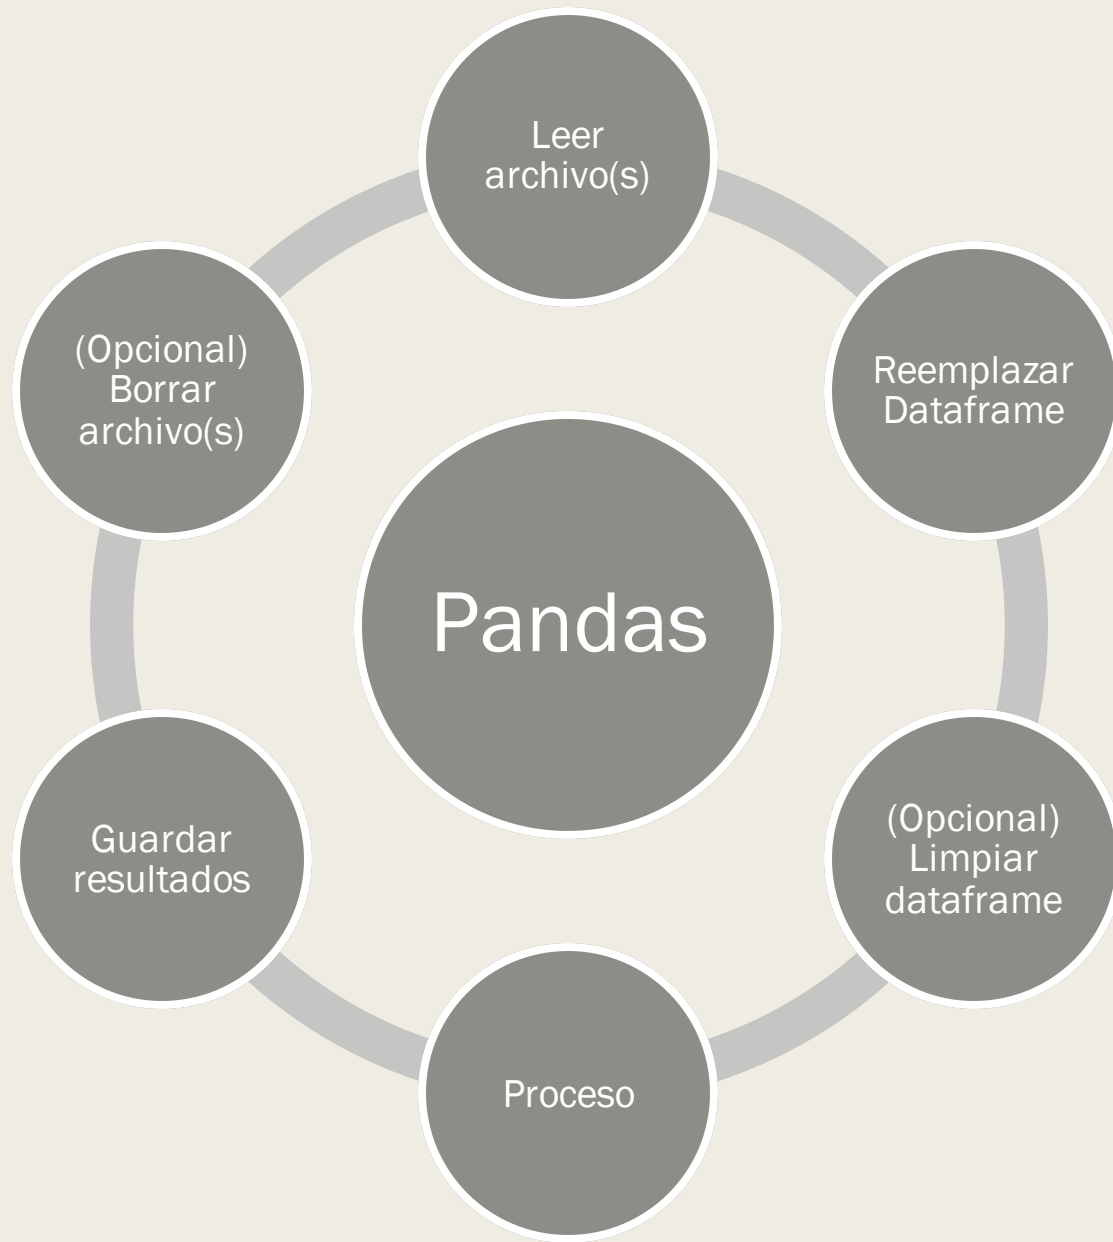 Leer
archivo(s)
Reemplazar
Dataframe
(Opcional)
Limpiar
dataframe
Proceso
Guardar
resultados
(Opcional)
Borrar
archivo(s)
Pandas